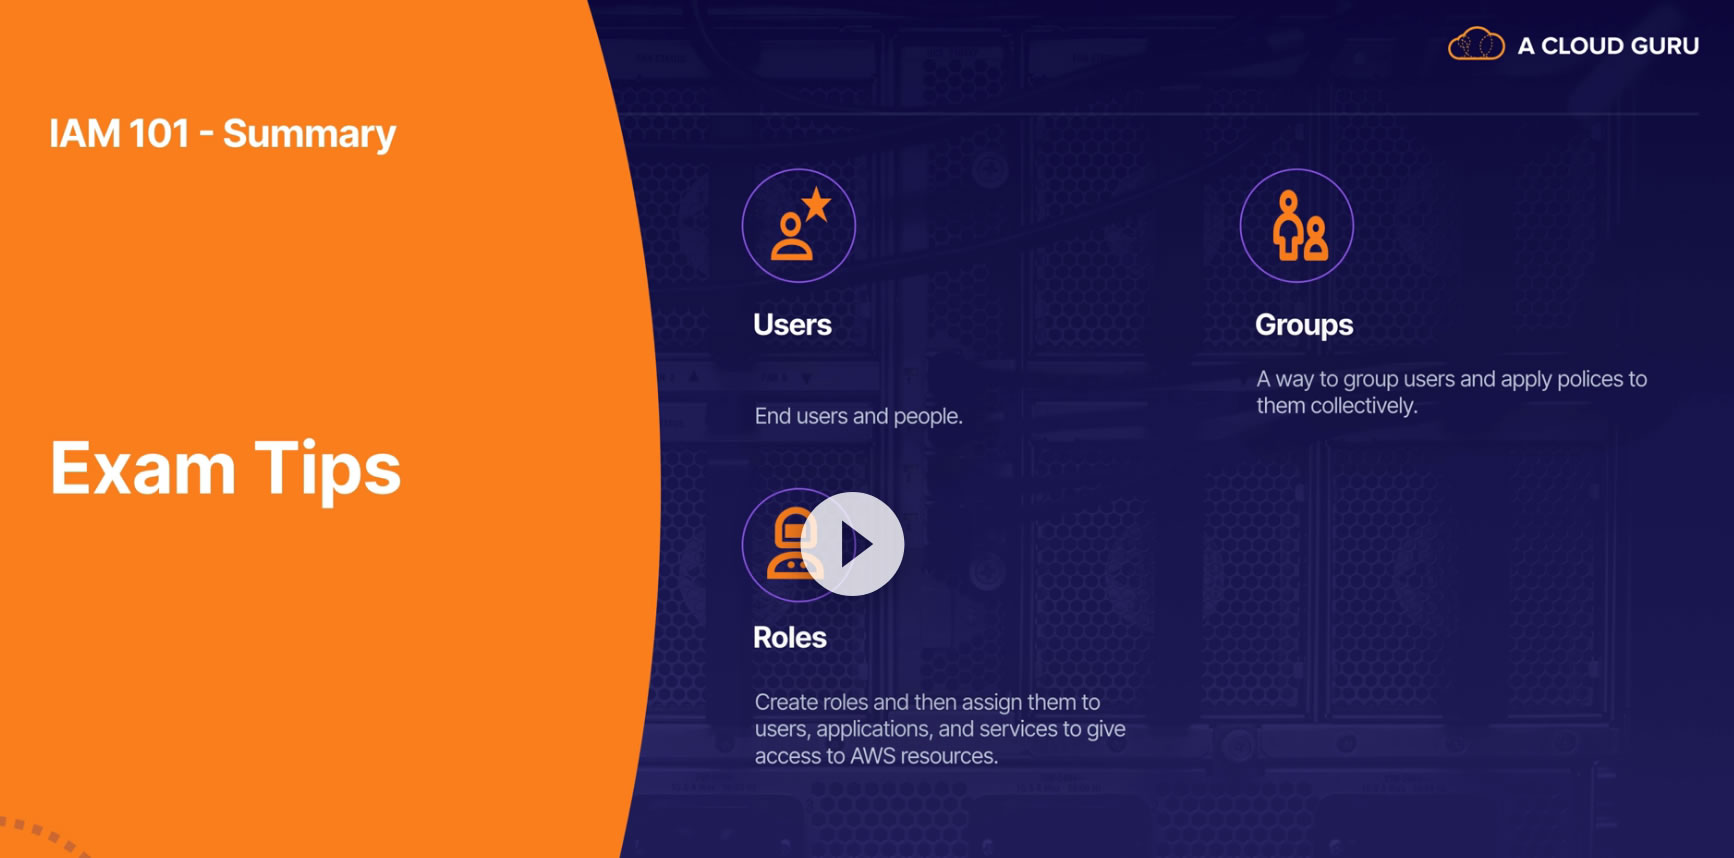 A CLOUD GURU
IAM 101 - Summary
Exam Tips
Users
End users and people.
Groups
A way to group users and apply polices to
them collectively.
Roles
Create roles and then assign them to
users, applications, and services to give
access to AWS resources.